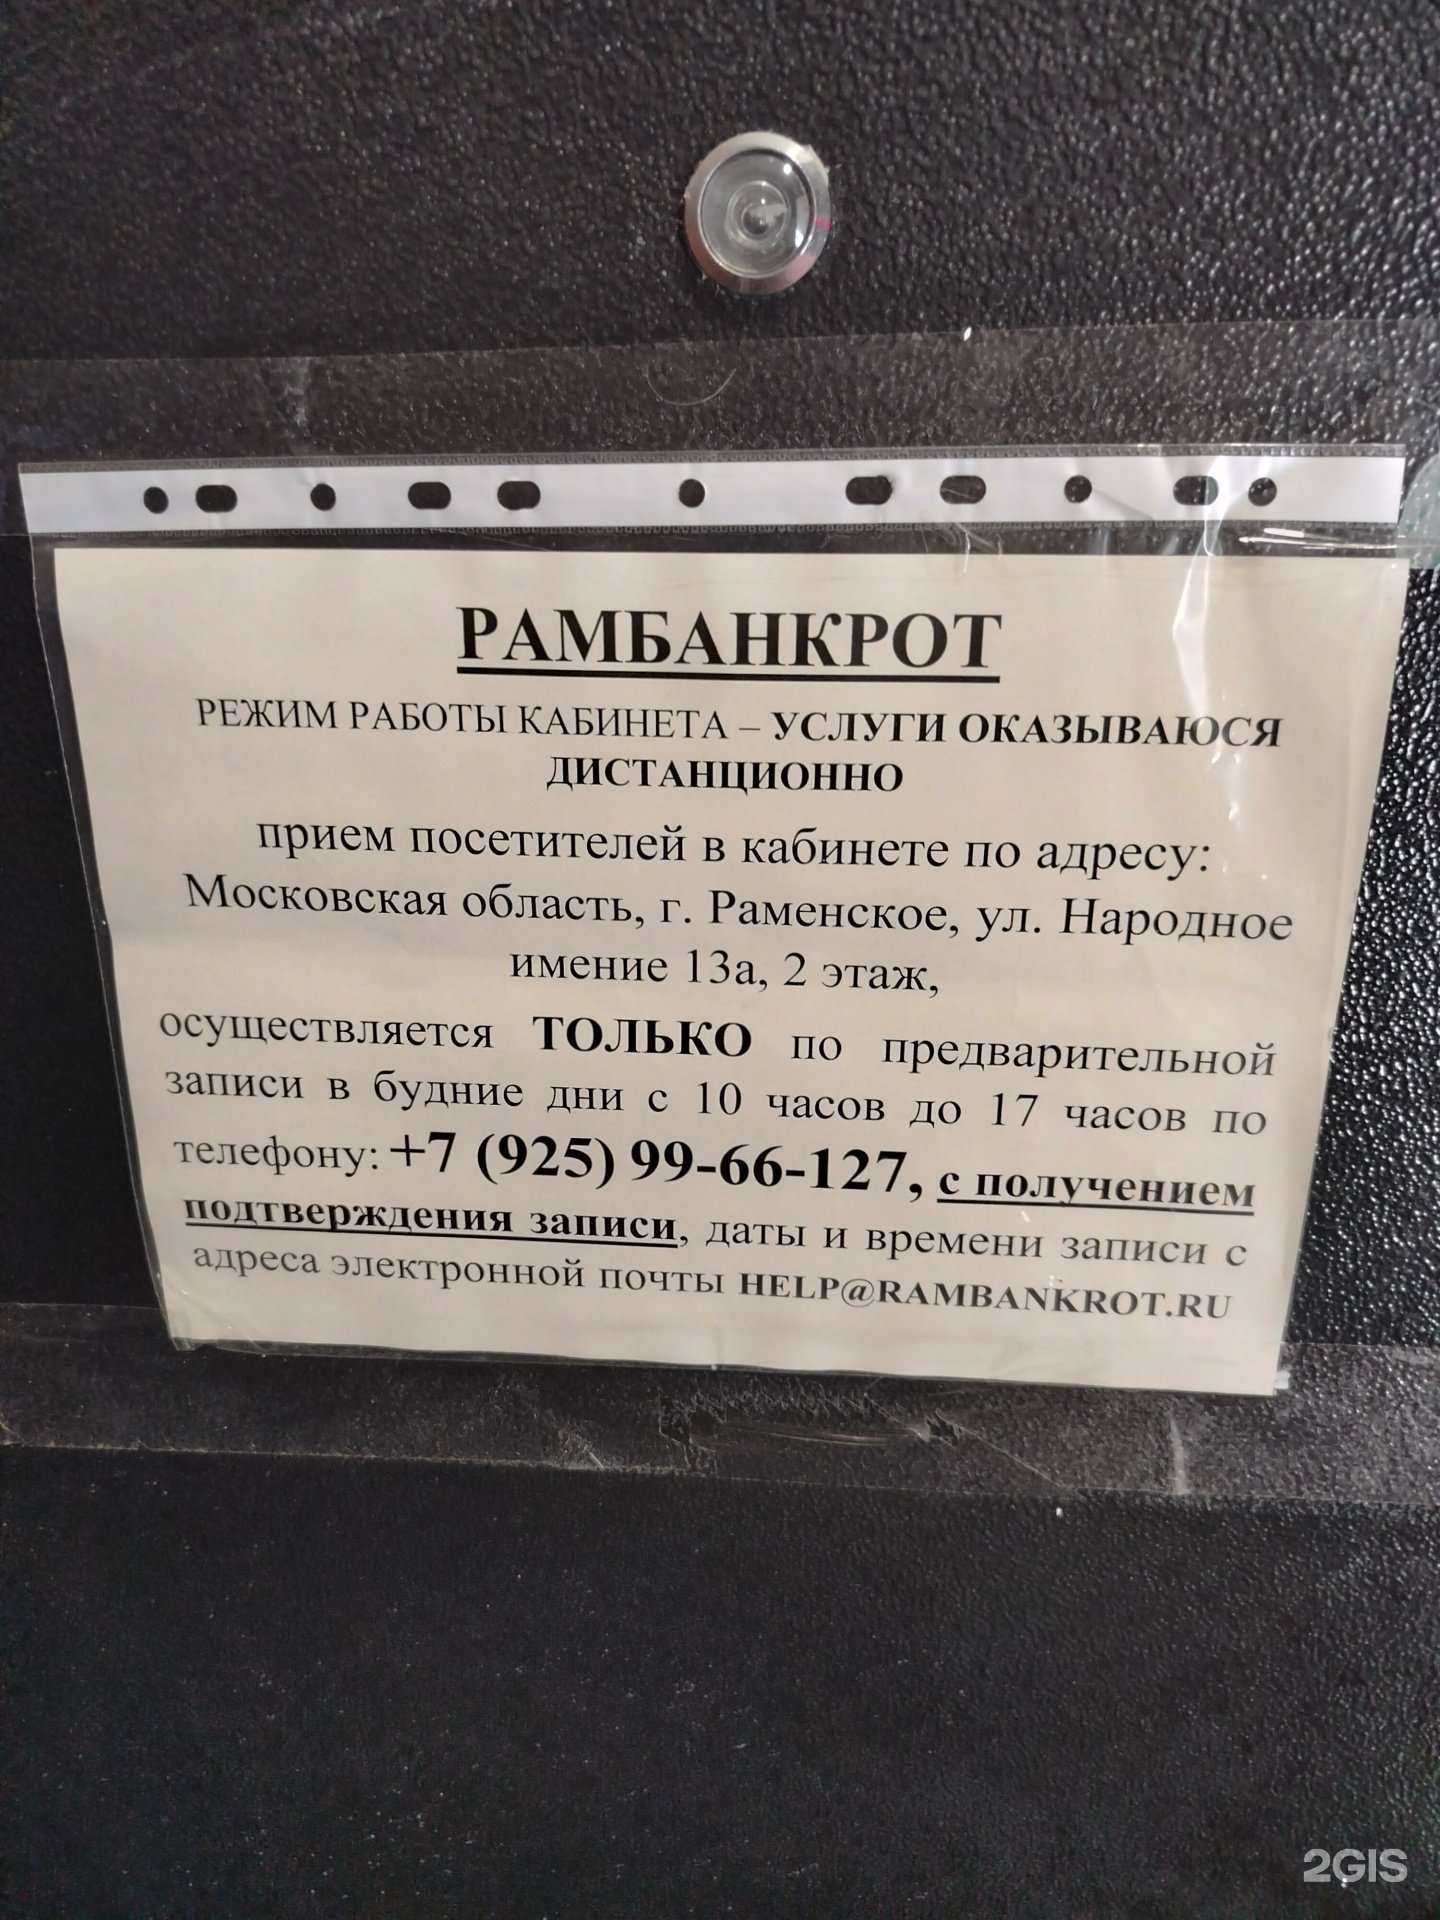 РАМБАНКРОТ
РЕЖИМ РАБОТЫ КАБИНЕТА – УСЛУГИ ОКАЗЫВАЮСЯ
ДИСТАНЦИОННО
прием посетителей в кабинете по адресу:
Московская область, г. Раменское, ул. Народное
имение 13а, 2 этаж,
осуществляется ТОЛЬКО по предварительной
записи в будние дни с 10 часов до 17 часов по
телефону: +7 (925) 99-66-127, с получением
подтверждения записи, даты и времени записи с
адреса электронной почты HELP@RAMBANKROT.RU
2GIS